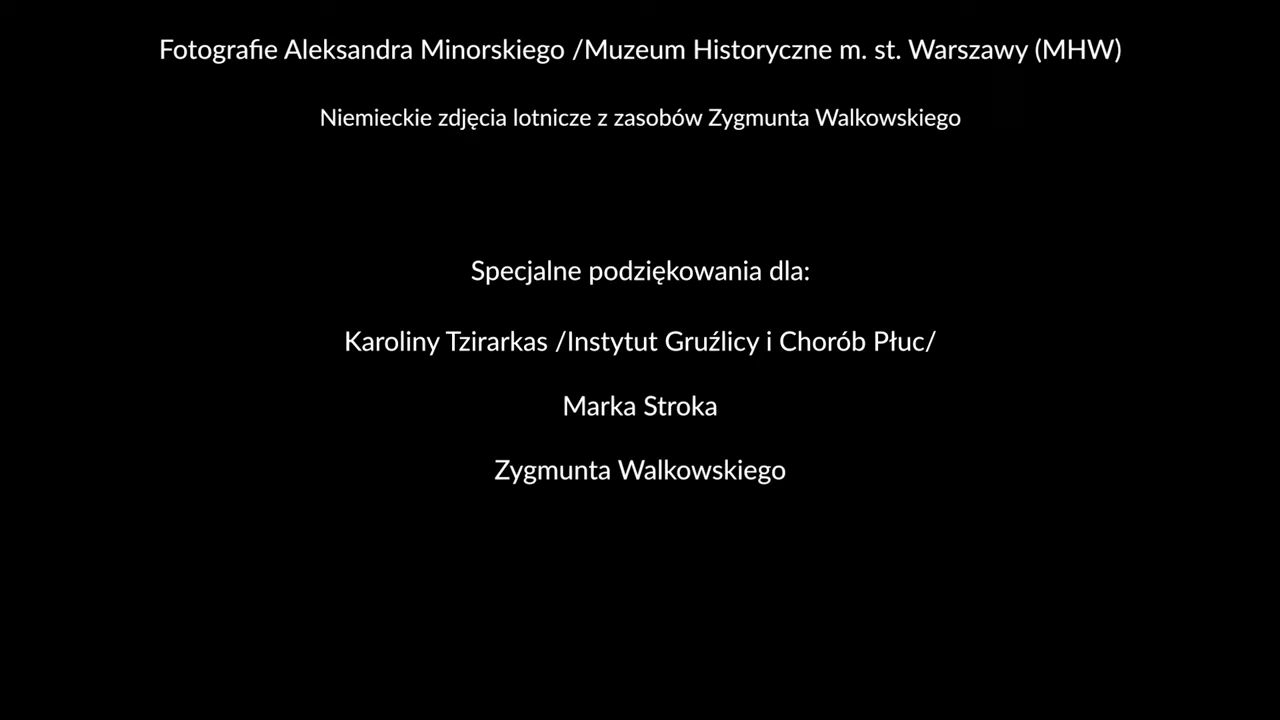 Fotografie Aleksandra Minorskiego /Muzeum Historyczne m. st. Warszawy (MHW)
Niemieckie zdjęcia lotnicze z zasobów Zygmunta Walkowskiego
Specjalne podziękowania dla:
Karoliny Tzirarkas /Instytut Gruźlicy i Chorób Płuc/
Marka Stroka
Zygmunta Walkowskiego